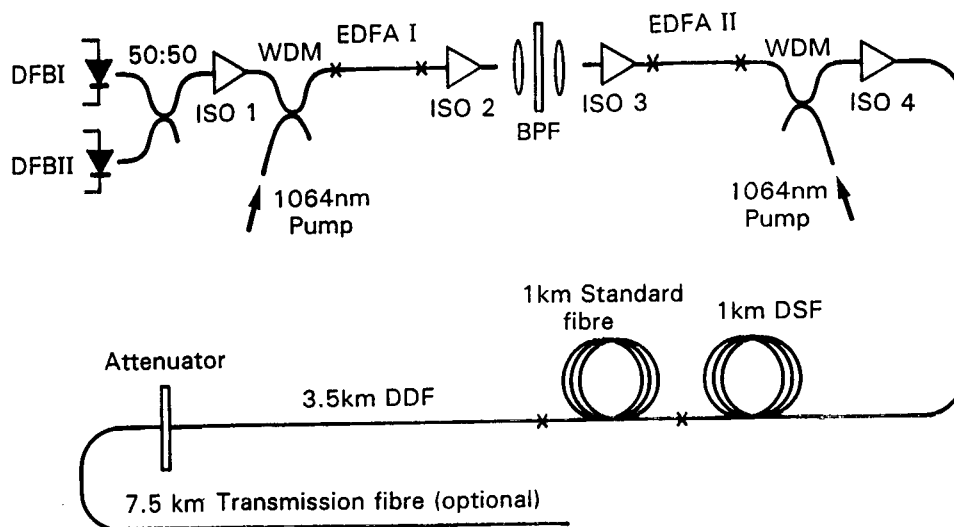 DFBI
50:50
ISO 1
WDM
EDFA I
ISO 2
BPF
ISO 3
EDFA II
WDM
ISO 4
DFBII
1064nm
Pump
1064nm
Pump
1km Standard
fibre
1km DSF
Attenuator
3.5km DDF
7.5 km Transmission fibre (optional)